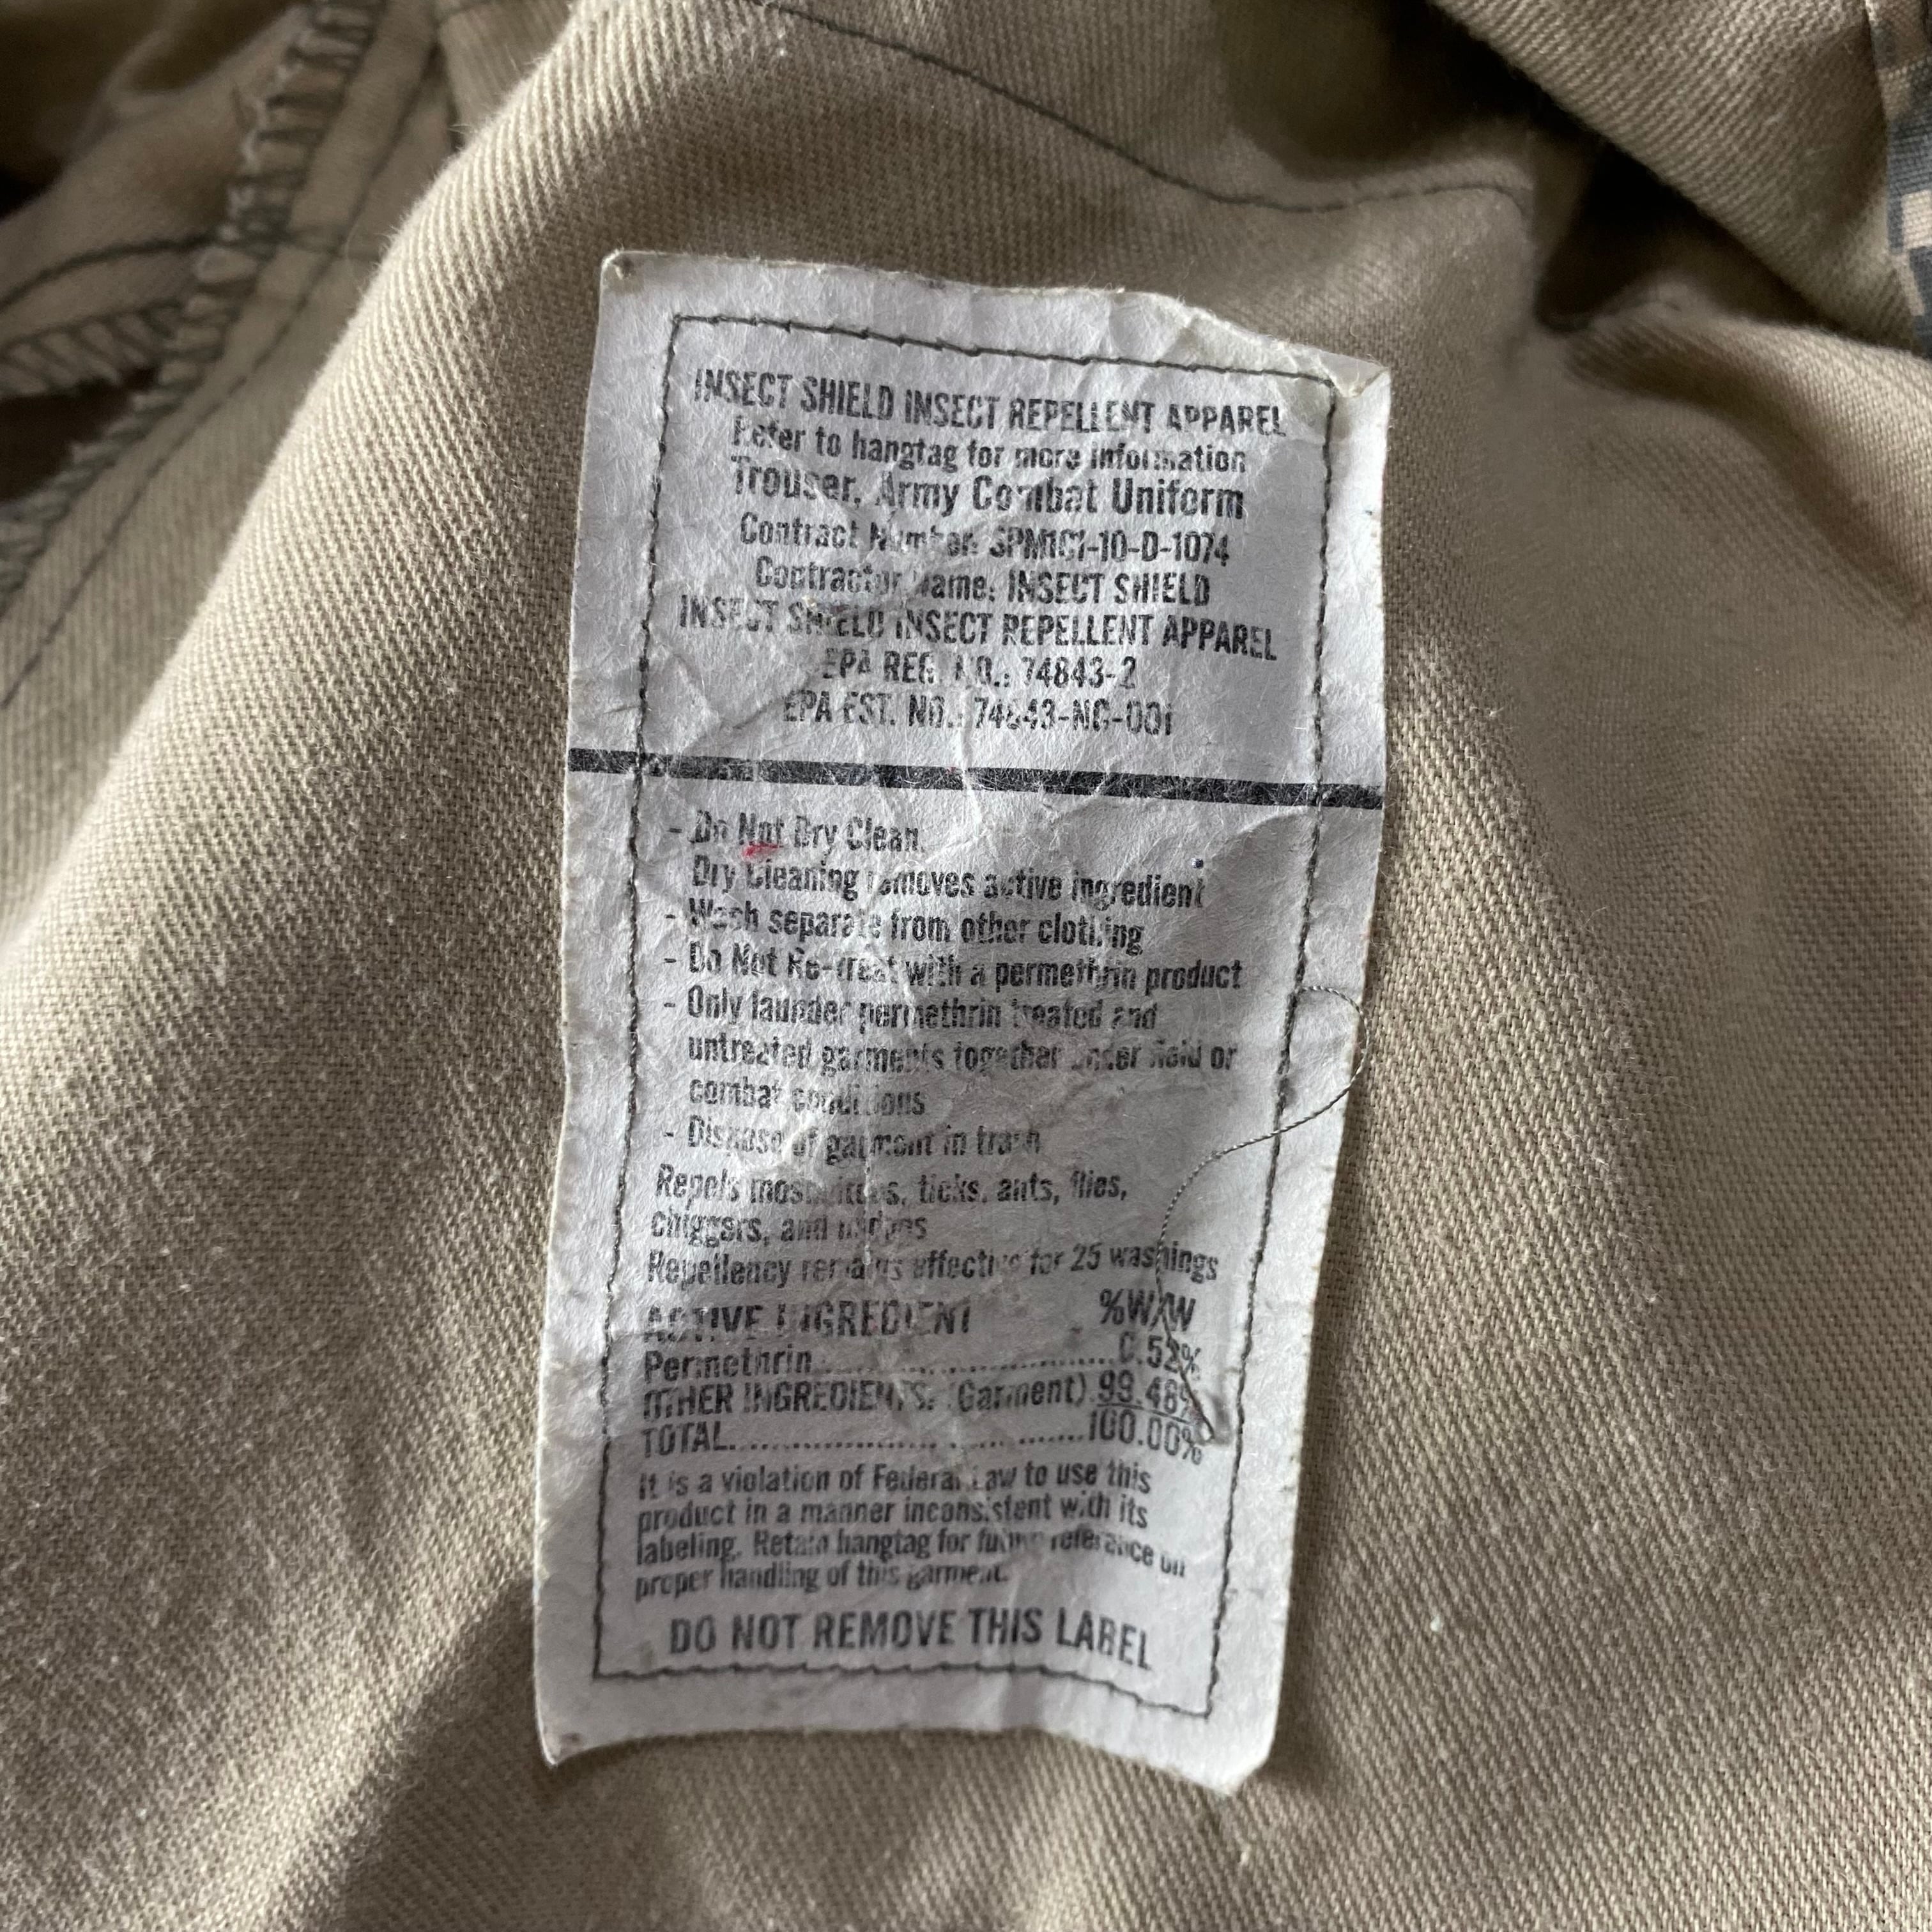 INSECT SHIELD INSECT REPELLENT APPAREL
Refer to hangtag for more information
Trouser, Army Combat Uniform
Contract Number: SPM1C1-10-D-1074
Contractor Name: INSECT SHIELD
INSECT SHIELD INSECT REPELLENT APPAREL
EPA REG. NO.: 74843-2
EPA EST. NO.: 74843-NC-001
- Do Not Dry Clean.
Dry Cleaning removes active ingredient
- Wash separate from other clothing
- Do Not Re-treat with a permethrin product
- Only launder permethrin treated and
untreated garments together under field or
combat conditions
- Dispose of garment in trash
Repels mosquitoes, ticks, ants, flies,
chiggers, and midges
Repellency remains effective for 25 washings
ACTIVE INGREDIENT %W/W
Permethrin..............................0.52%
OTHER INGREDIENTS: (Garment) 99.48%
TOTAL..............................100.00%
It is a violation of Federal Law to use this
product in a manner inconsistent with its
labeling. Retain hangtag for future reference on
proper handling of this garment.
DO NOT REMOVE THIS LABEL